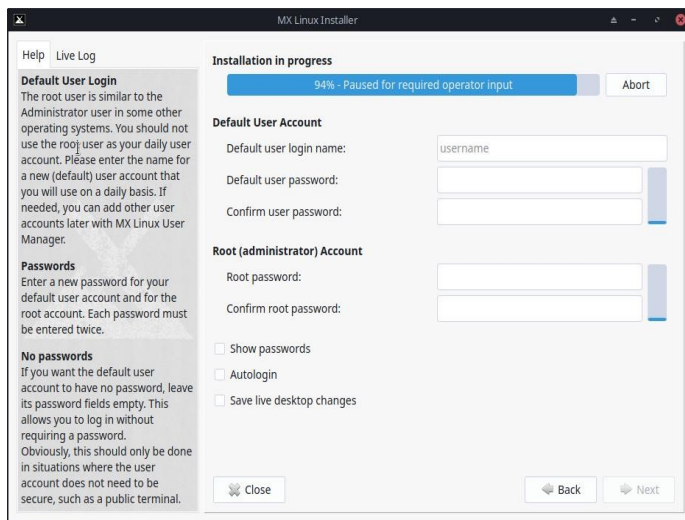 MX Linux Installer
Help
Live Log
Default User Login
The root user is similar to the
Administrator user in some other
operating systems. You should not
use the root user as your daily user
account. Please enter the name for
a new (default) user account that
you will use on a daily basis. If
needed, you can add other user
accounts later with MX Linux User
Manager.
Passwords
Enter a new password for your
default user account and for the
root account. Each password must
be entered twice.
No passwords
If you want the default user
account to have no password, leave
its password fields empty. This
allows you to log in without
requiring a password.
Obviously, this should only be done
in situations where the user
account does not need to be
secure, such as a public terminal.
Installation in progress
94% - Paused for required operator input
Abort
Default User Account
Default user login name:
username
Default user password:
Confirm user password:
Root (administrator) Account
Root password:
Confirm root password:
Show passwords
Autologin
Save live desktop changes
Close
Back
Next